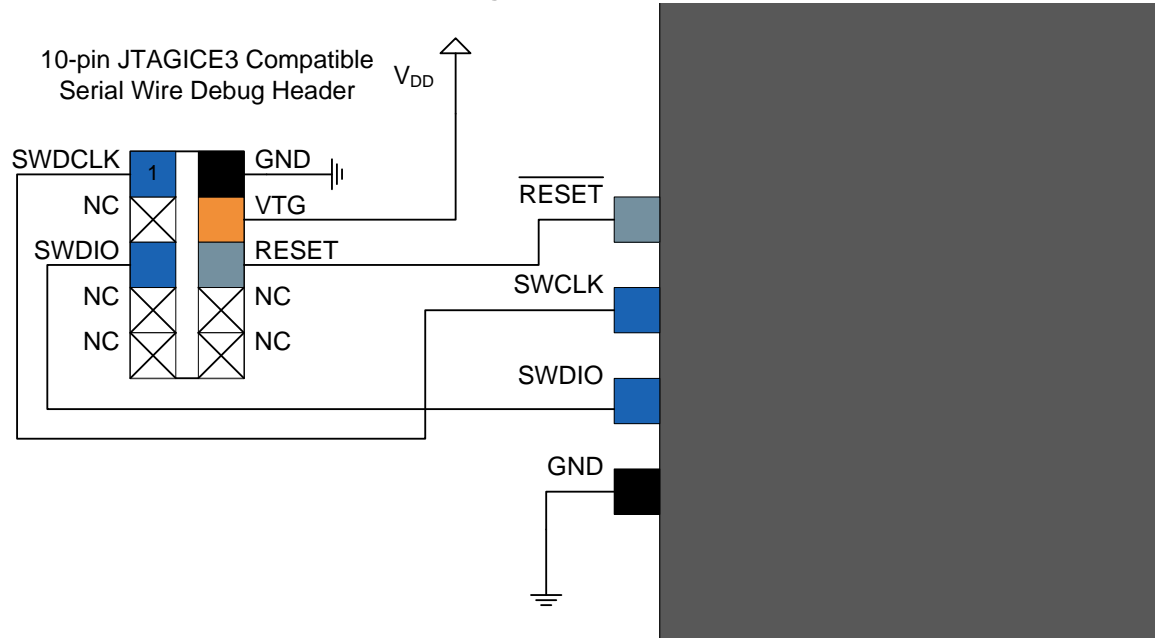 10-pin JTAGICE3 Compatible
Serial Wire Debug Header
VDD
SWDCLK
1
GND
NC
VTG
SWDIO
RESET
NC
NC
NC
NC
RESET
SWCLK
SWDIO
GND